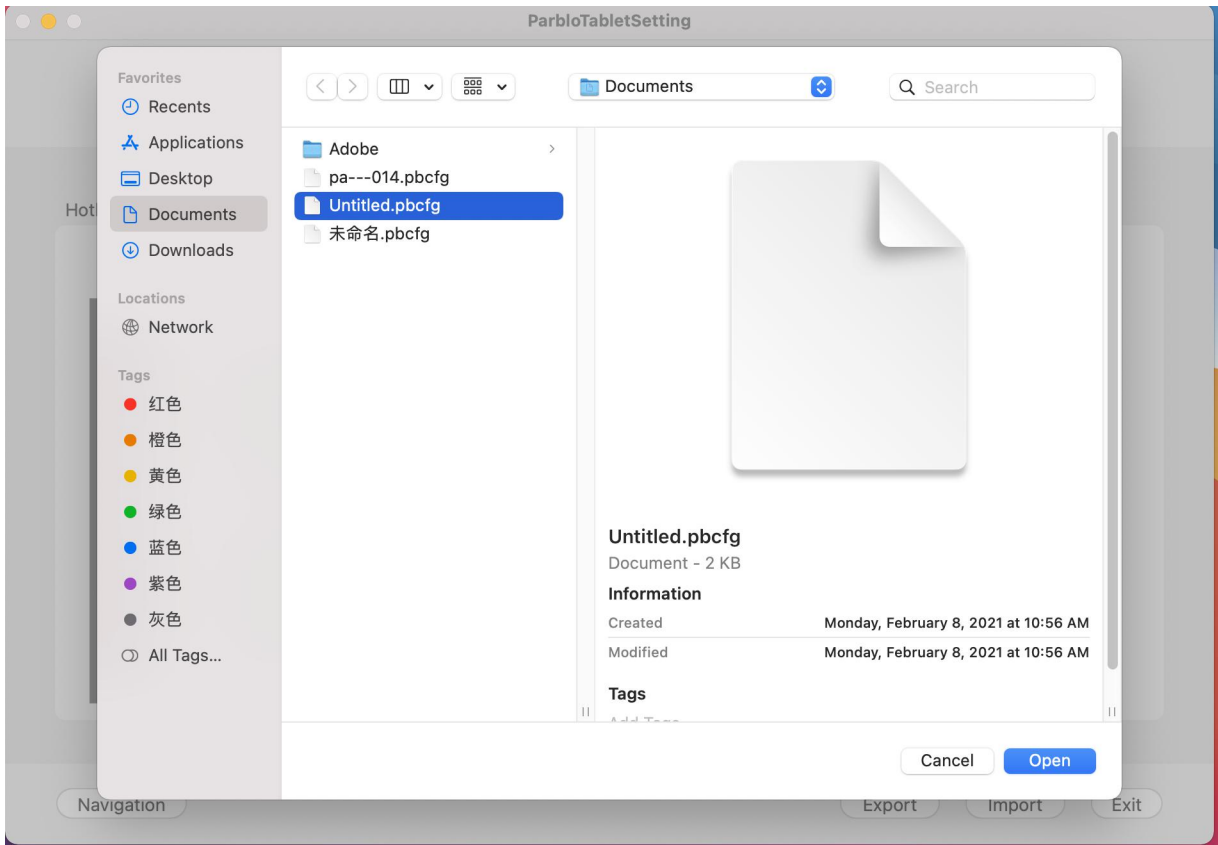 ParbloTabletSetting
Favorites
Recents
Applications
Desktop
Documents
Downloads
Locations
Network
Tags
红色
橙色
黄色
绿色
蓝色
紫色
灰色
All Tags...
Documents
Search
Adobe
pa---014.pbcfg
Untitled.pbcfg
未命名.pbcfg
Untitled.pbcfg
Document - 2 KB
Information
Created Monday, February 8, 2021 at 10:56 AM
Modified Monday, February 8, 2021 at 10:56 AM
Tags
Add Tags
Cancel Open
Navigation Export Import Exit